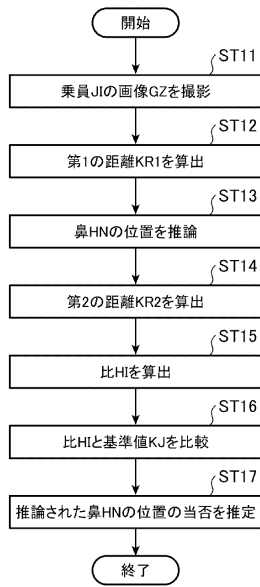 開始
ST11
乗員JIの画像GZを撮影
ST12
第1の距離KR1を算出
ST13
鼻HNの位置を推論
ST14
第2の距離KR2を算出
ST15
比HIを算出
ST16
比HIと基準値KJを比較
ST17
推論された鼻HNの位置の当否を推定
終了